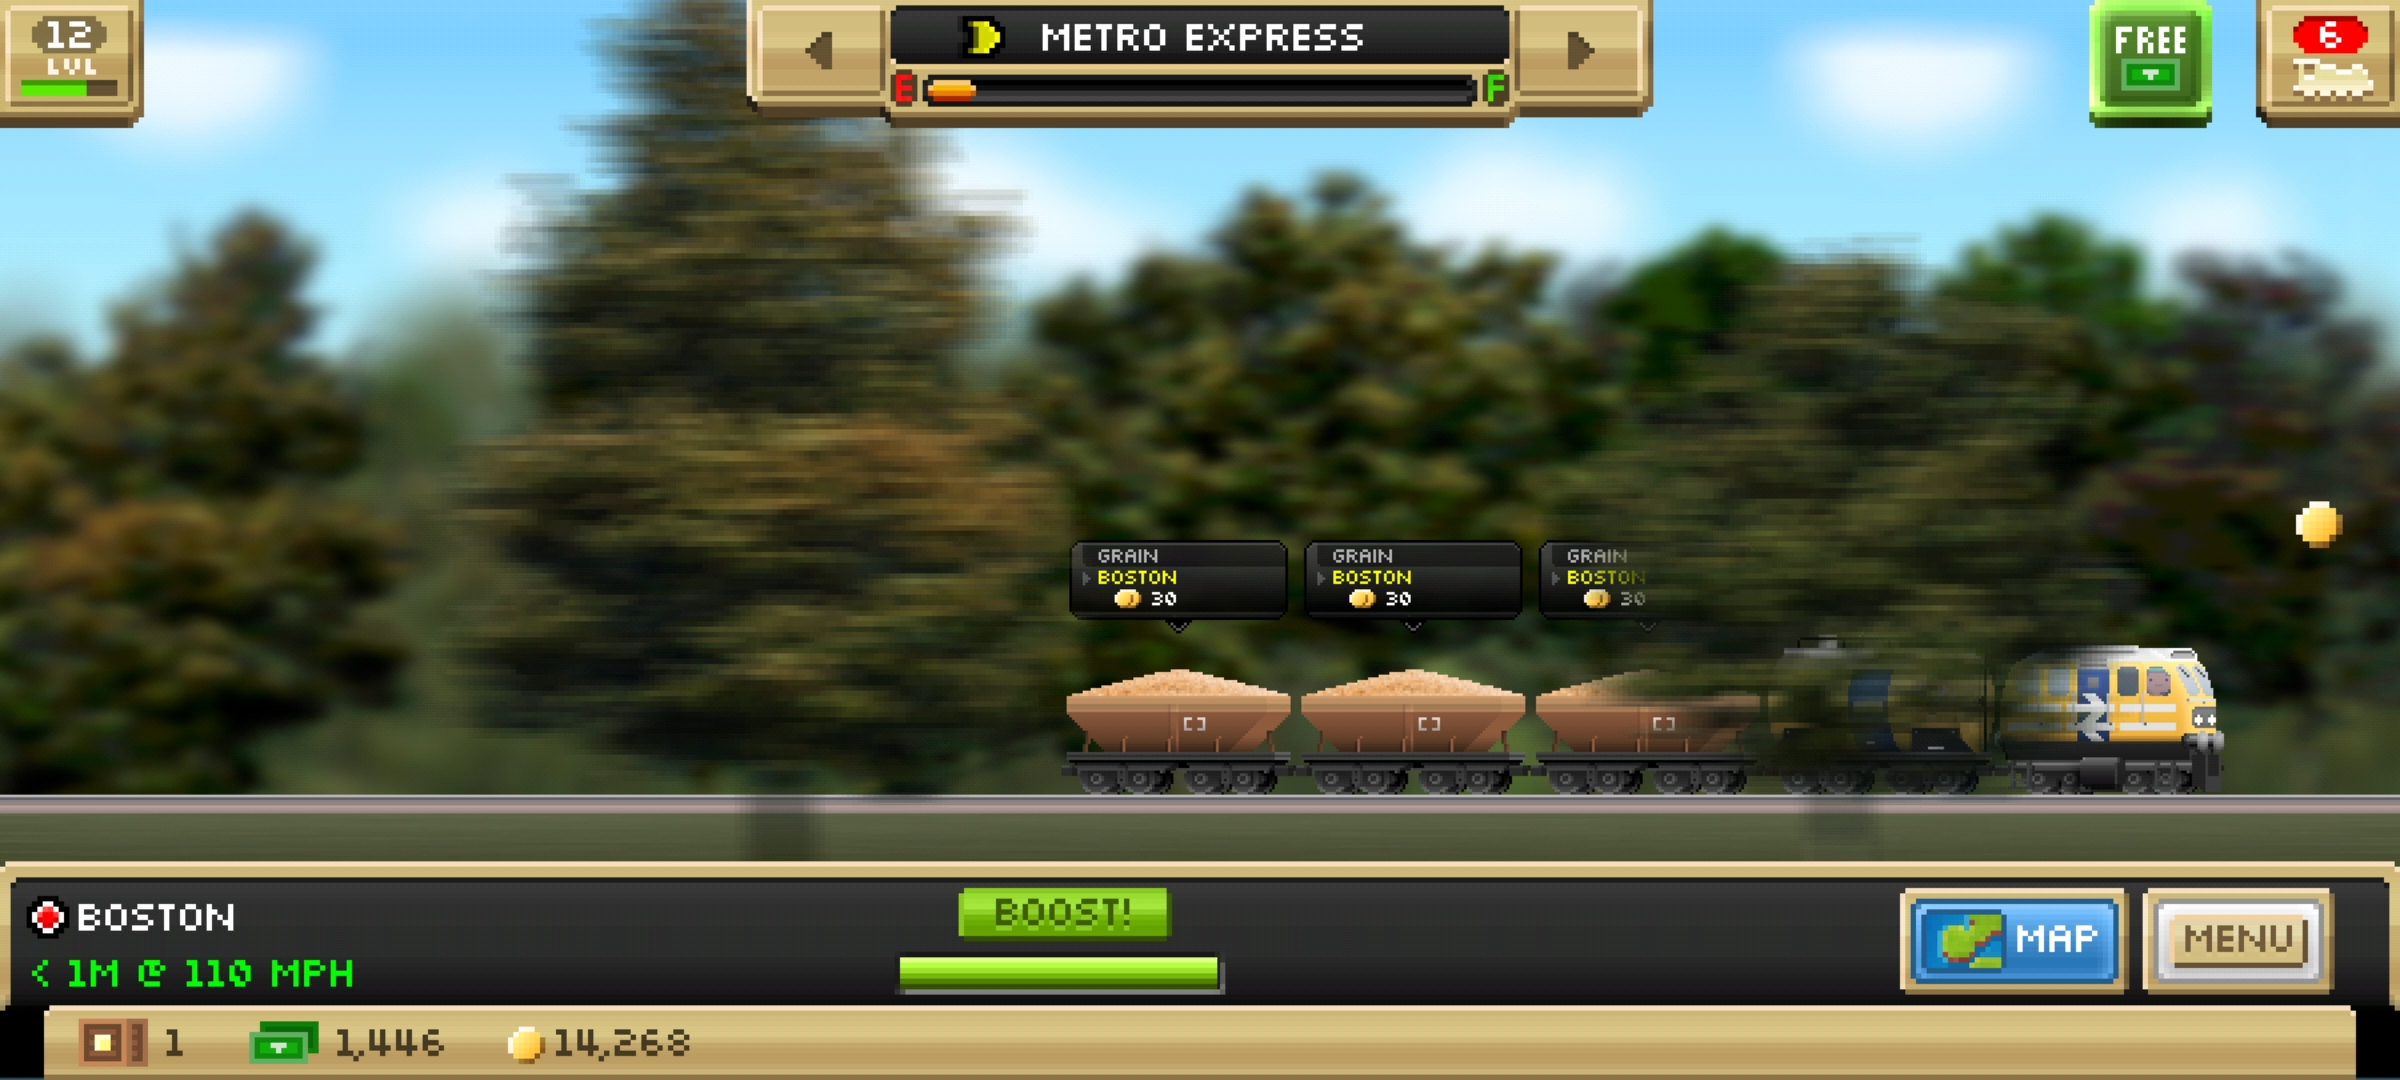 12
LVL
METRO EXPRESS
E
F
FREE
6
GRAIN
BOSTON
30
GRAIN
BOSTON
30
GRAIN
BOSTON
30
BOSTON
< 1M @ 110 MPH
BOOST!
MAP
MENU
1
1,446
14,268